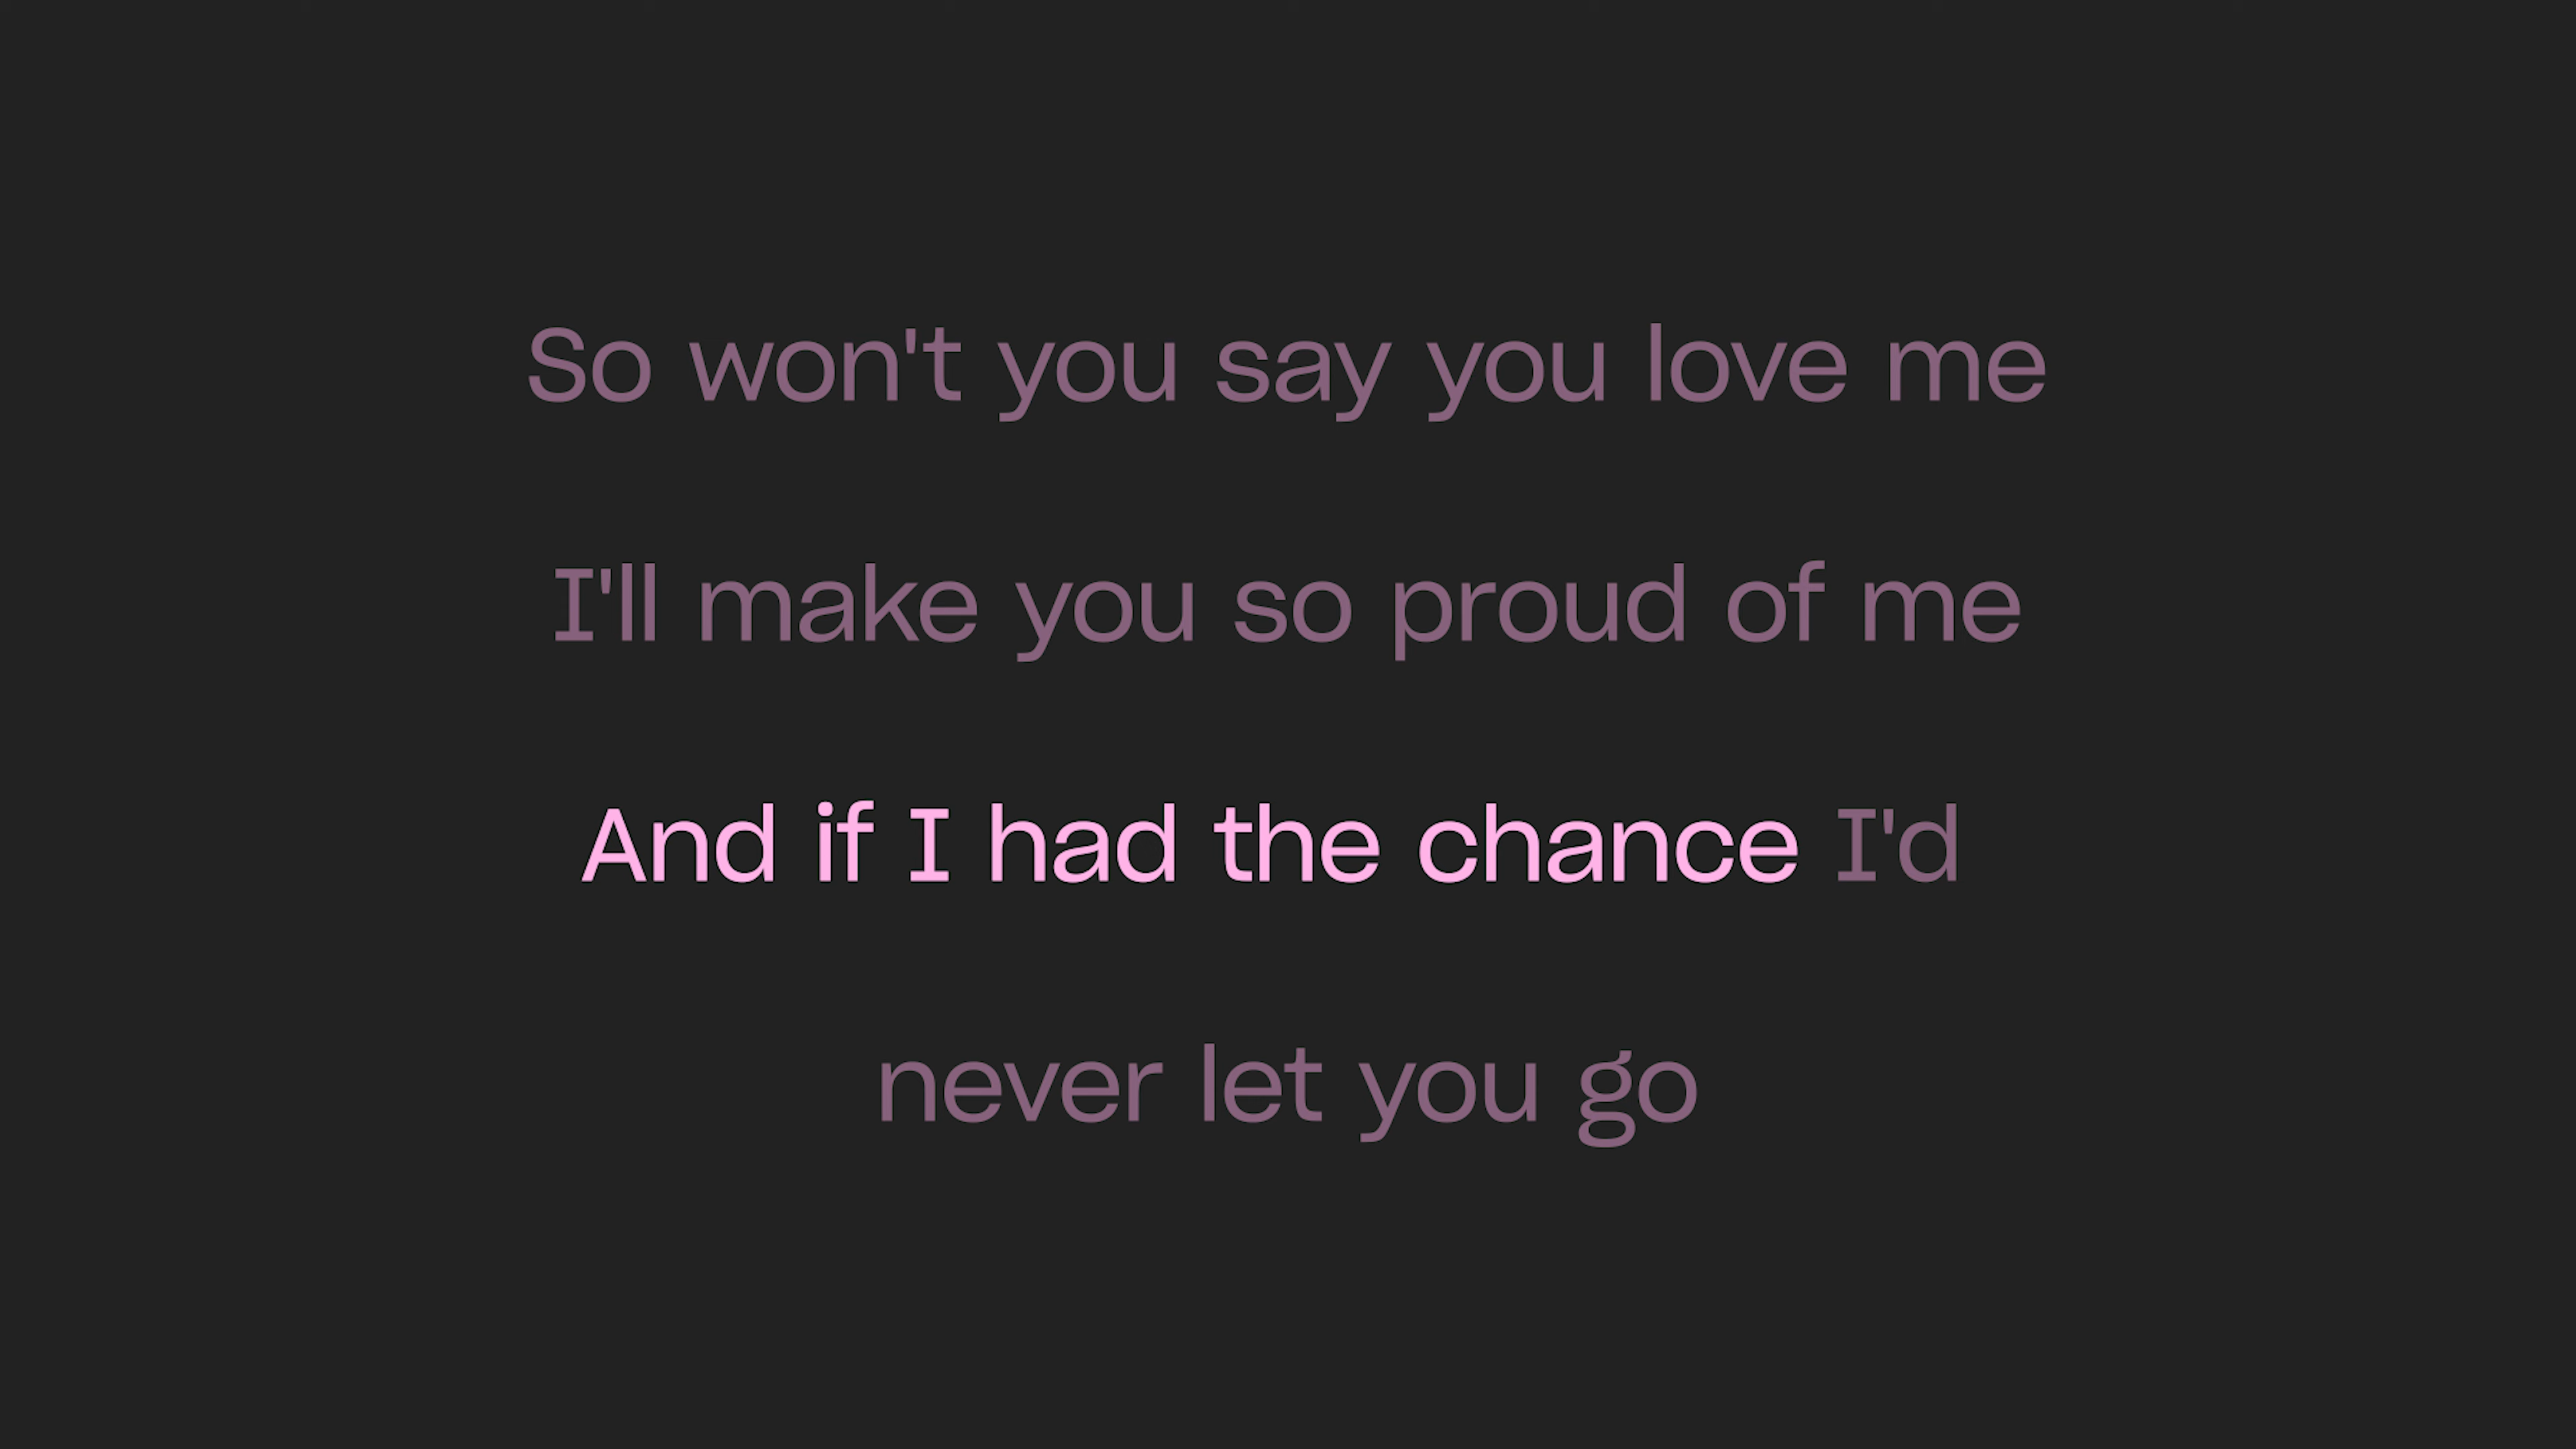 So won't you say you love me
I'll make you so proud of me
And if I had the chance I'd
never let you go